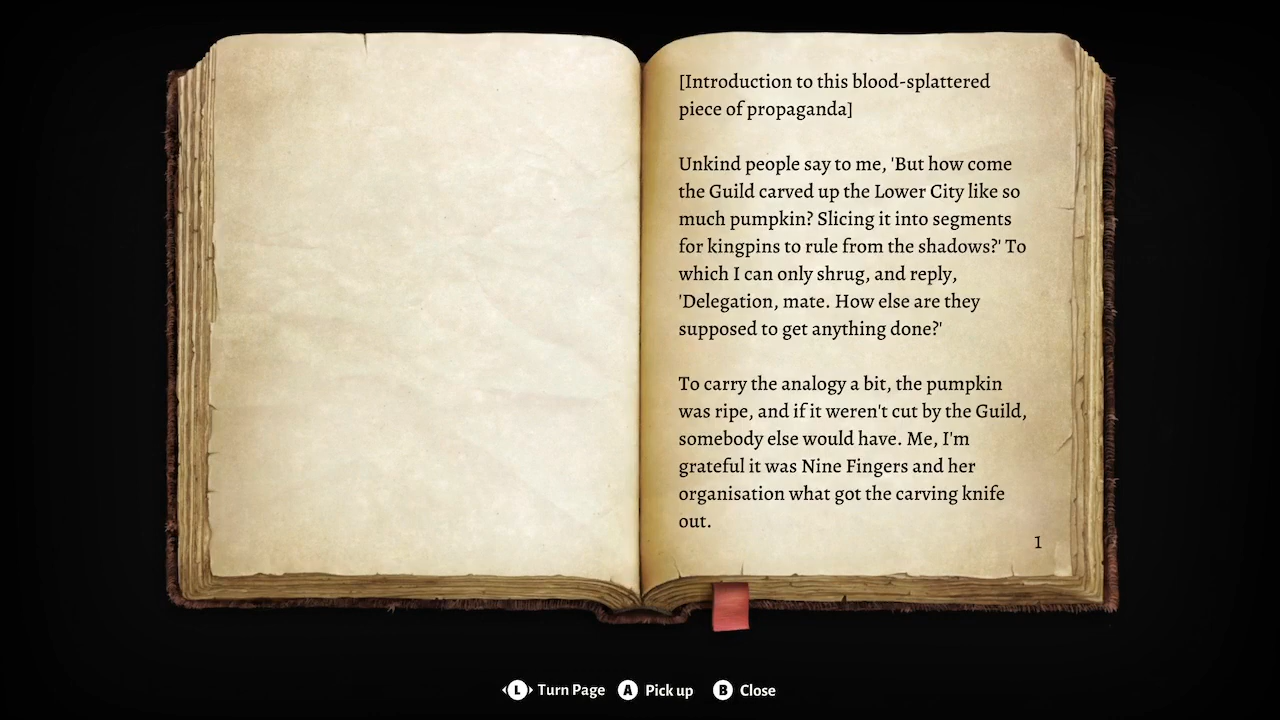 [Introduction to this blood-splattered
piece of propaganda]
Unkind people say to me, 'But how come
the Guild carved up the Lower City like so
much pumpkin? Slicing it into segments
for kingpins to rule from the shadows?' To
which I can only shrug, and reply,
'Delegation, mate. How else are they
supposed to get anything done?'
To carry the analogy a bit, the pumpkin
was ripe, and if it weren't cut by the Guild,
somebody else would have. Me, I'm
grateful it was Nine Fingers and her
organisation what got the carving knife
out.
1
L Turn Page A Pick up B Close